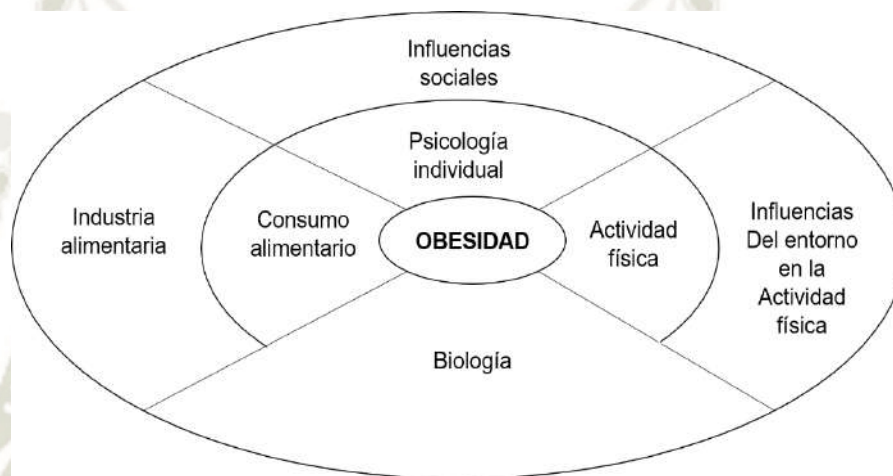 Influencias
sociales
Psicología
individual
Industria
alimentaria
Consumo
alimentario
OBESIDAD
Actividad
física
Influencias
Del entorno
en la
Actividad
física
Biología